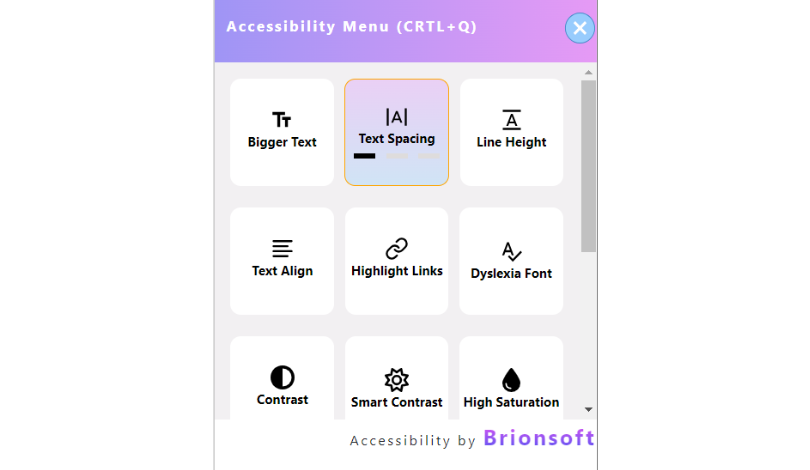 Accessibility Menu (CRTL+Q)
Bigger Text
Text Spacing
Line Height
Text Align
Highlight Links
Dyslexia Font
Contrast
Smart Contrast
High Saturation
Accessibility by Brionsoft